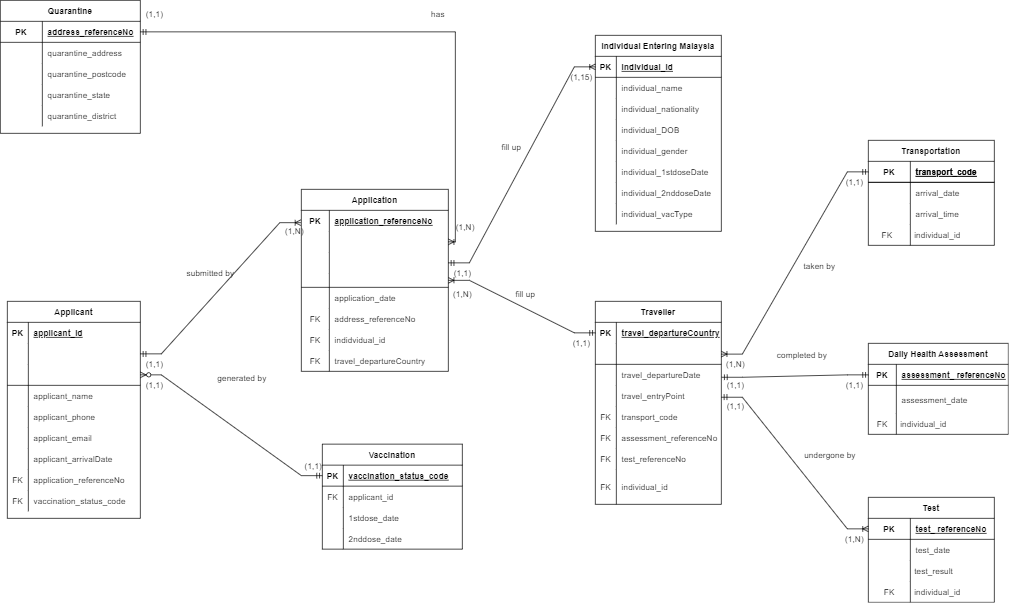 Quarantine
PK address_referenceNo
quarantine_address
quarantine_postcode
quarantine_state
quarantine_district
(1,1)
has
Individual Entering Malaysia
PK individual_id
individual_name
individual_nationality
individual_DOB
individual_gender
individual_1stdoseDate
individual_2nddoseDate
individual_vacType
(1,15)
fill up
Transportation
PK transport_code
arrival_date
arrival_time
FK individual_id
(1,1)
taken by
Application
PK application_referenceNo
application_date
FK address_referenceNo
FK indidvidual_id
FK travel_departureCountry
(1,N)
(1,N)
(1,1)
(1,N)
submitted by
fill up
Applicant
PK applicant_id
applicant_name
applicant_phone
applicant_email
applicant_arrivalDate
FK application_referenceNo
FK vaccination_status_code
(1,1)
(1,1)
generated by
Traveller
PK travel_departureCountry
travel_departureDate
travel_entryPoint
FK transport_code
FK assessment_referenceNo
FK test_referenceNo
FK individual_id
(1,1)
(1,N)
(1,1)
(1,1)
completed by
Daily Health Assessment
PK assessment_referenceNo
assessment_date
FK individual_id
(1,1)
Vaccination
PK vaccination_status_code
FK applicant_id
1stdose_date
2nddose_date
(1,1)
undergone by
Test
PK test_referenceNo
test_date
test_result
FK individual_id
(1,N)